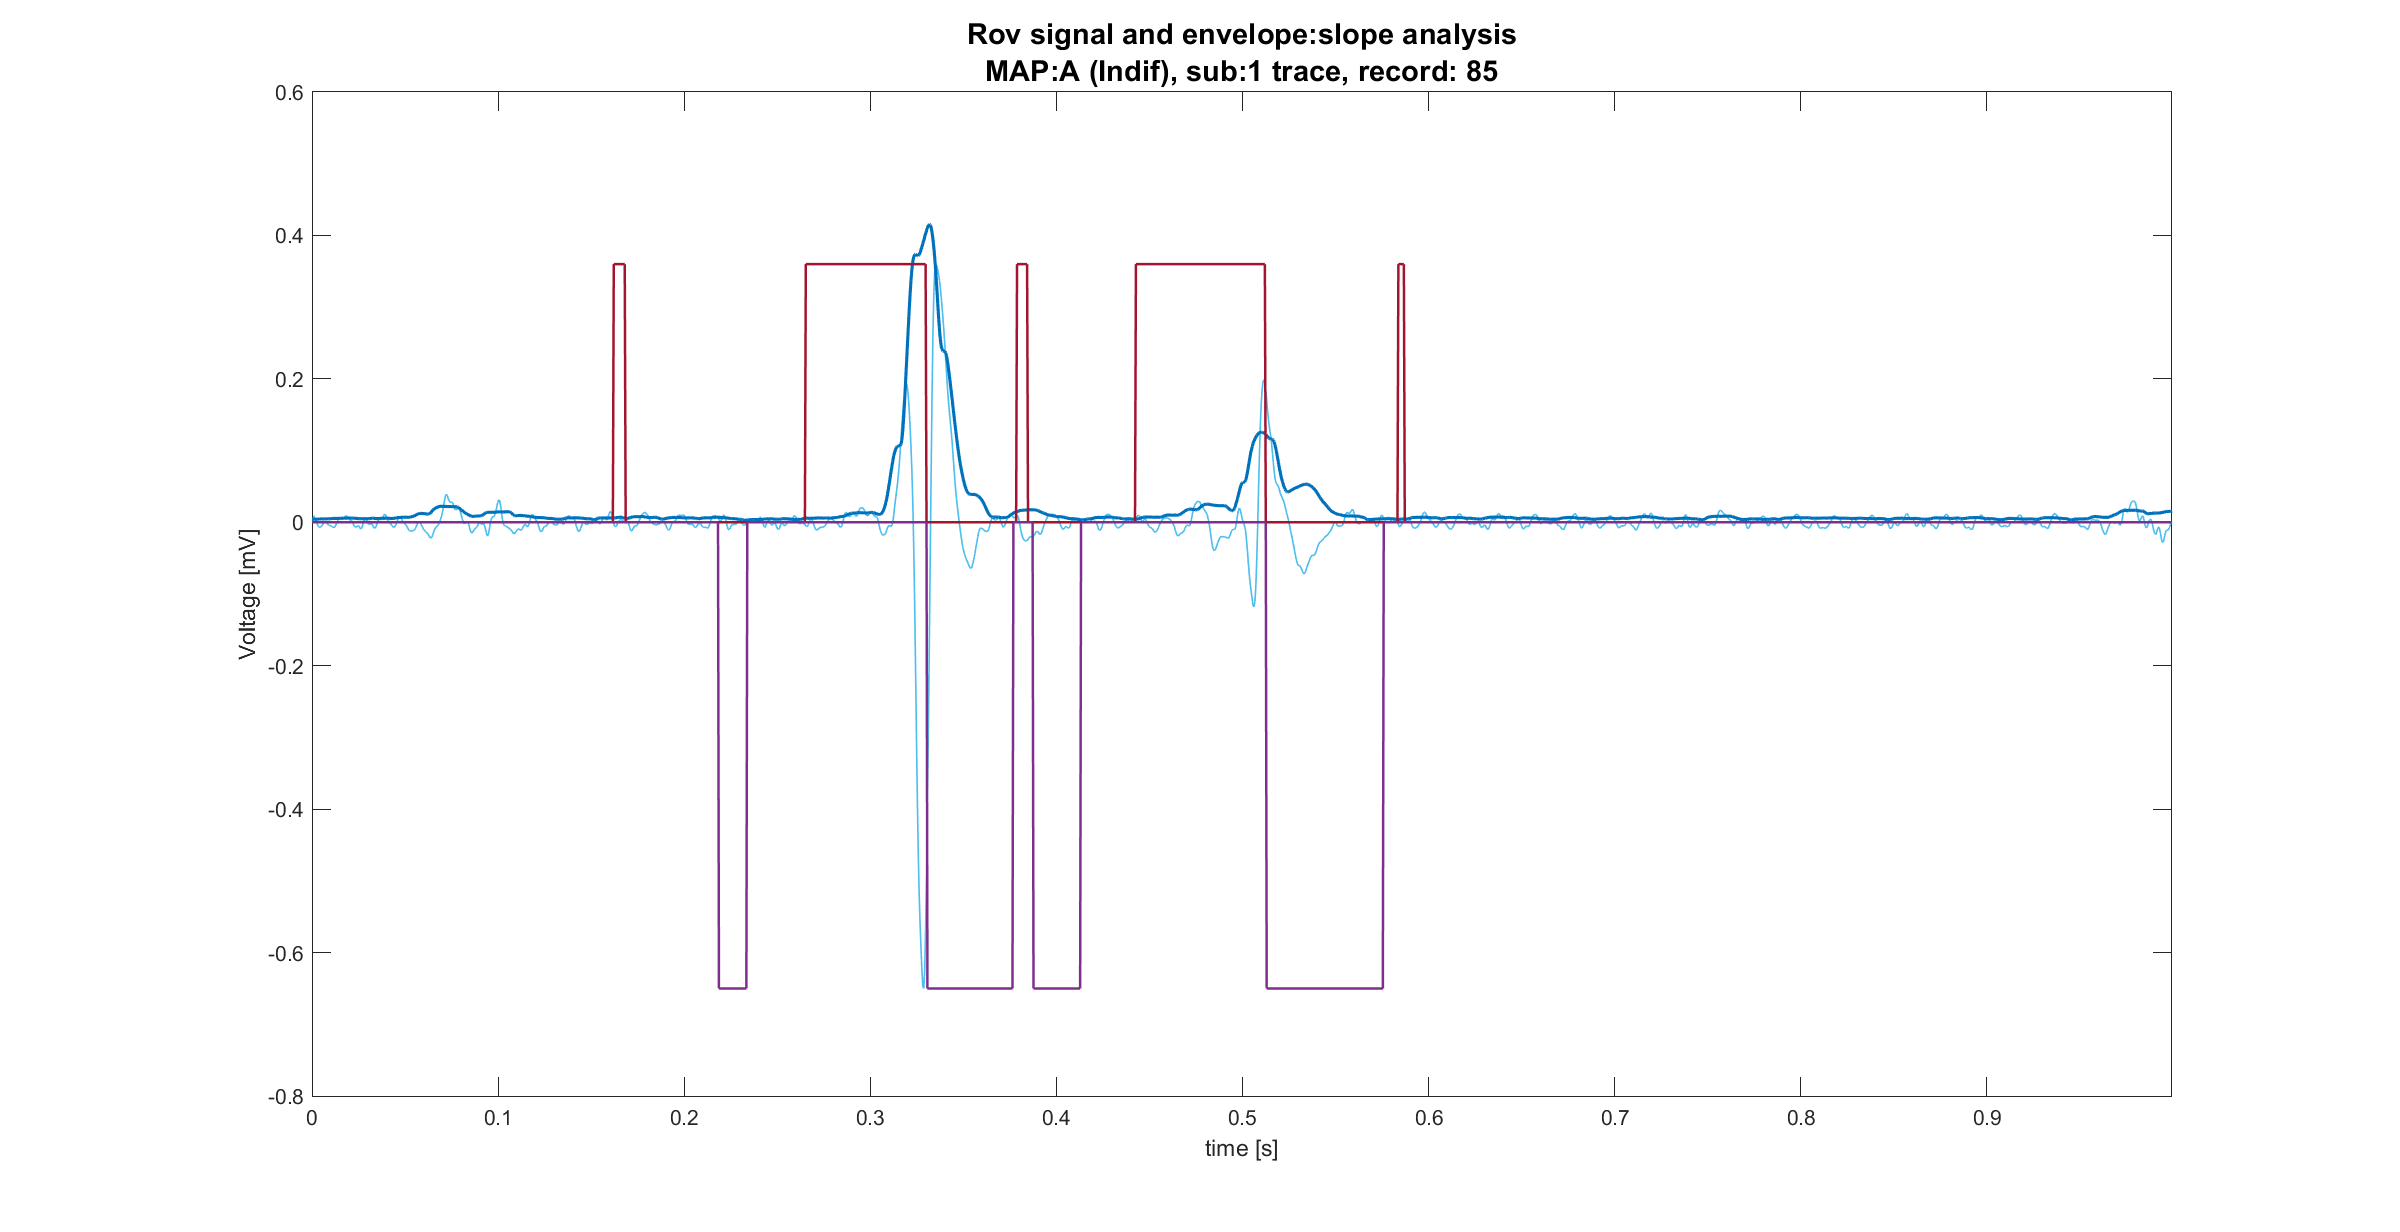 Rov signal and envelope:slope analysis
MAP:A (Indif), sub:1 trace, record: 85
0.6
0.4
0.2
0
-0.2
-0.4
-0.6
-0.8
Voltage [mV]
0 0.1 0.2 0.3 0.4 0.5 0.6 0.7 0.8 0.9
time [s]